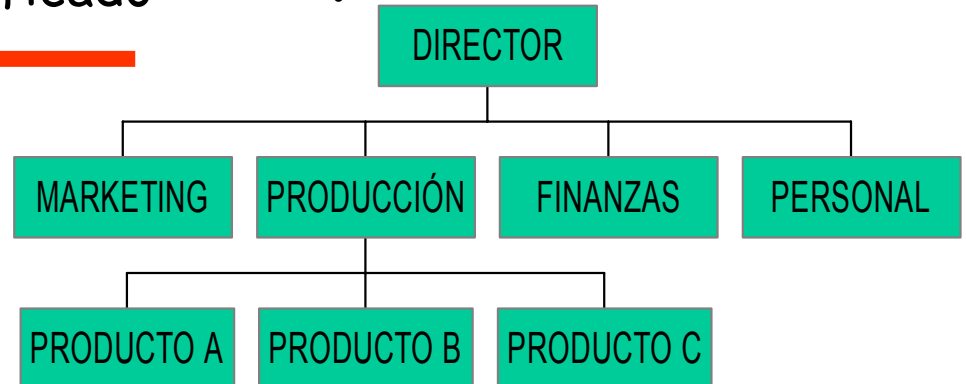 DIRECTOR
MARKETING PRODUCCIÓN FINANZAS PERSONAL
PRODUCTO A PRODUCTO B PRODUCTO C